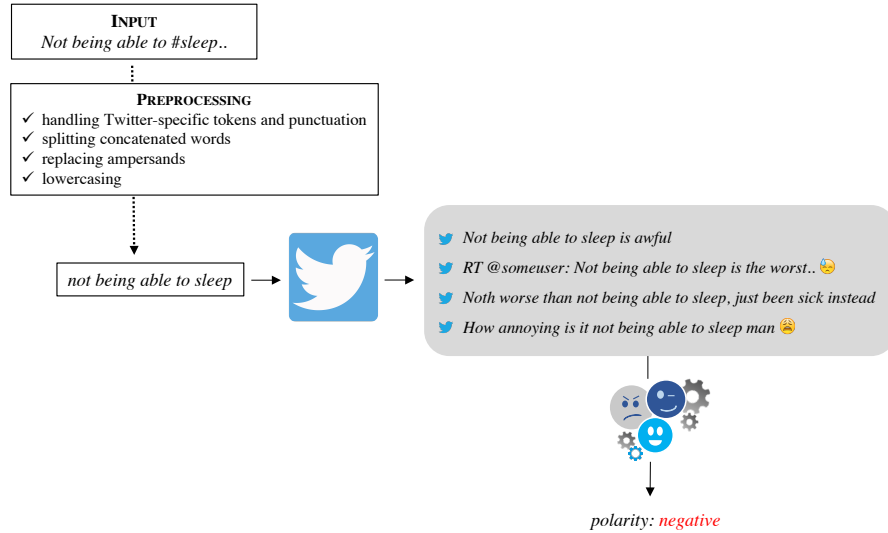 INPUT
Not being able to #sleep..
PREPROCESSING
✓ handling Twitter-specific tokens and punctuation
✓ splitting concatenated words
✓ replacing ampersands
✓ lowercasing
not being able to sleep
Not being able to sleep is awful
RT @someuser: Not being able to sleep is the worst.. 😓
Noth worse than not being able to sleep, just been sick instead
How annoying is it not being able to sleep man 😩
polarity: negative